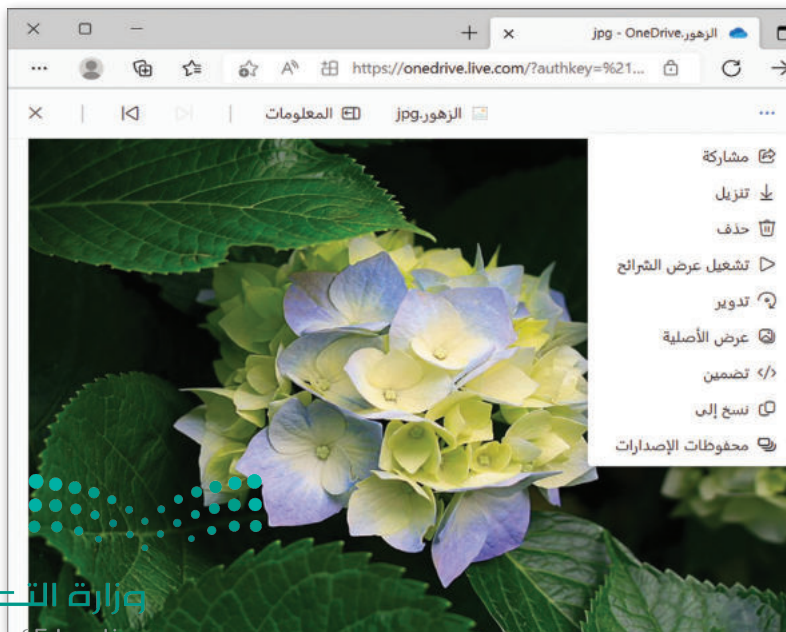 الزهور.jpg - OneDrive
https://onedrive.live.com/?authkey=%21...
الزهور.jpg
المعلومات
مشاركة
تنزيل
حذف
تشغيل عرض الشرائح
تدوير
عرض الأصلية
تضمين
نسخ إلى
محفوظات الإصدارات
وزارة التـ